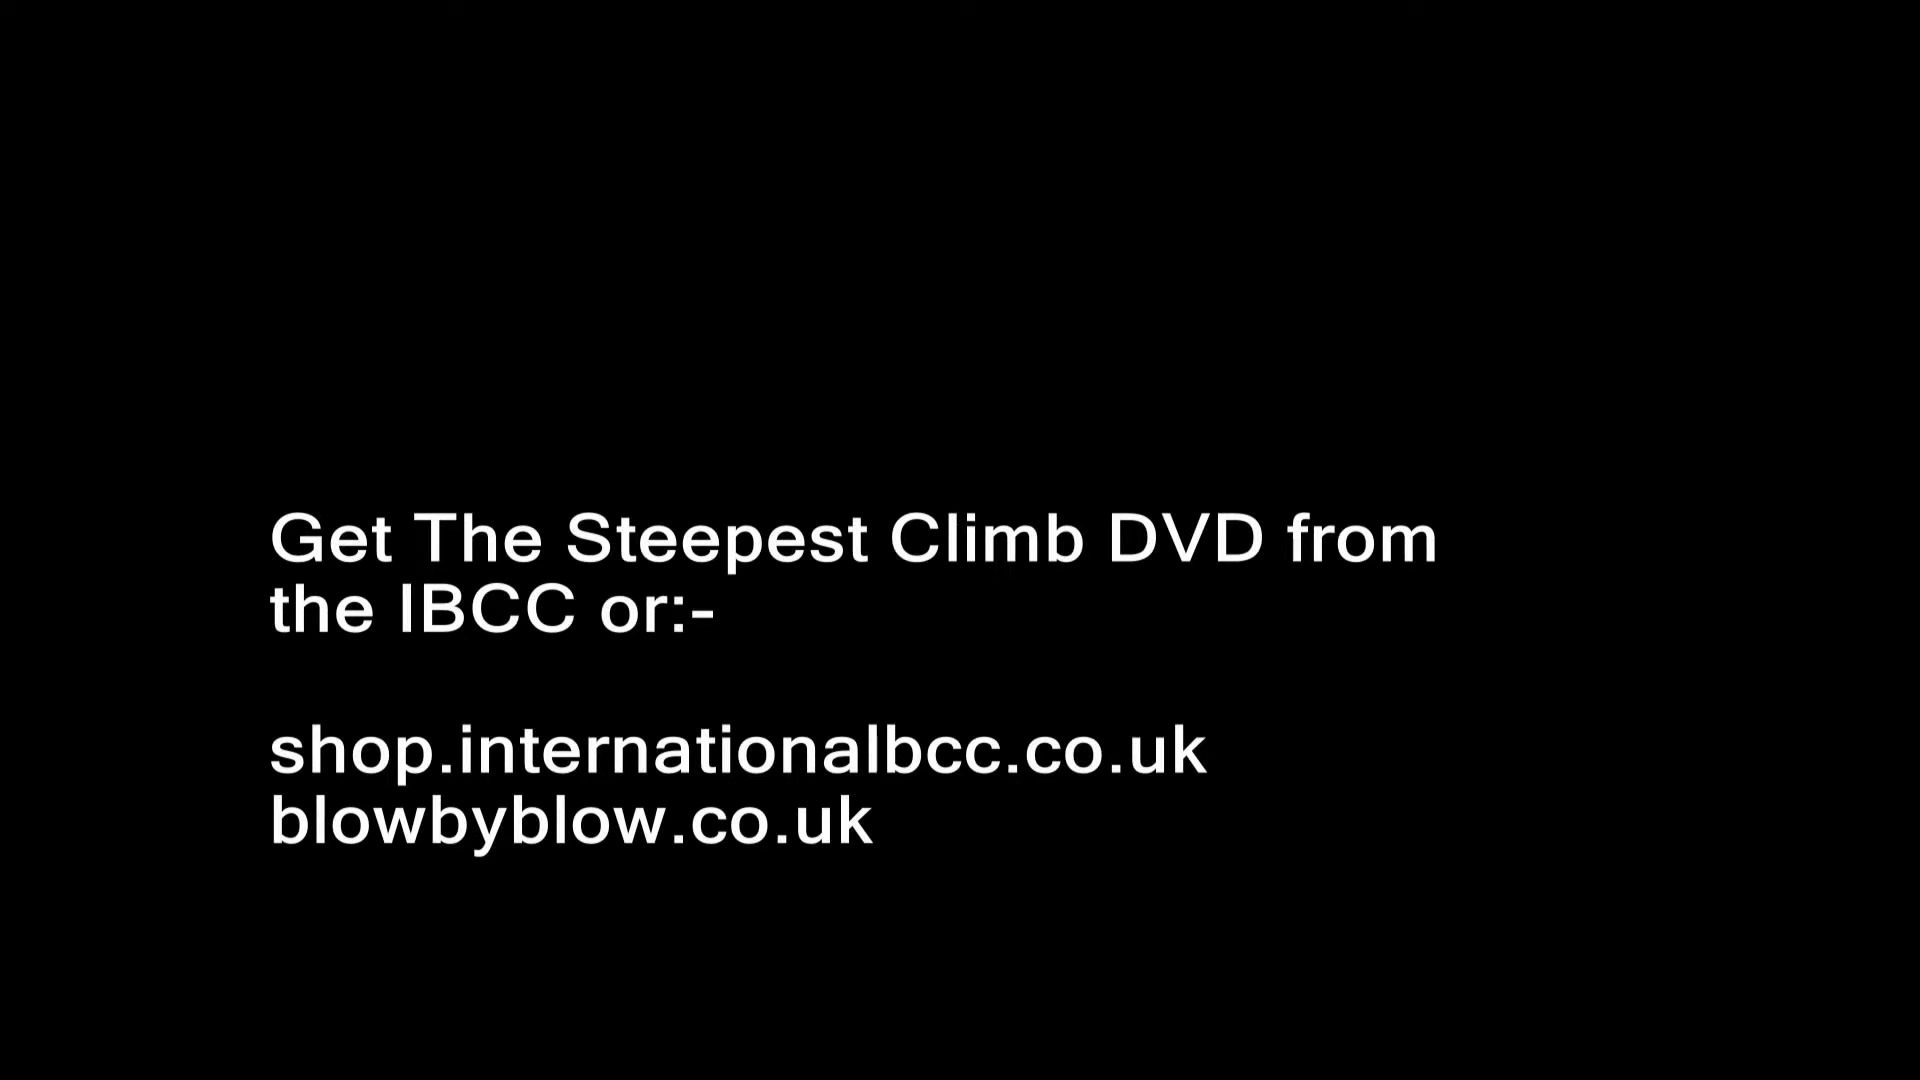 Get The Steepest Climb DVD from
the IBCC or:-
shop.internationalbcc.co.uk
blowbyblow.co.uk